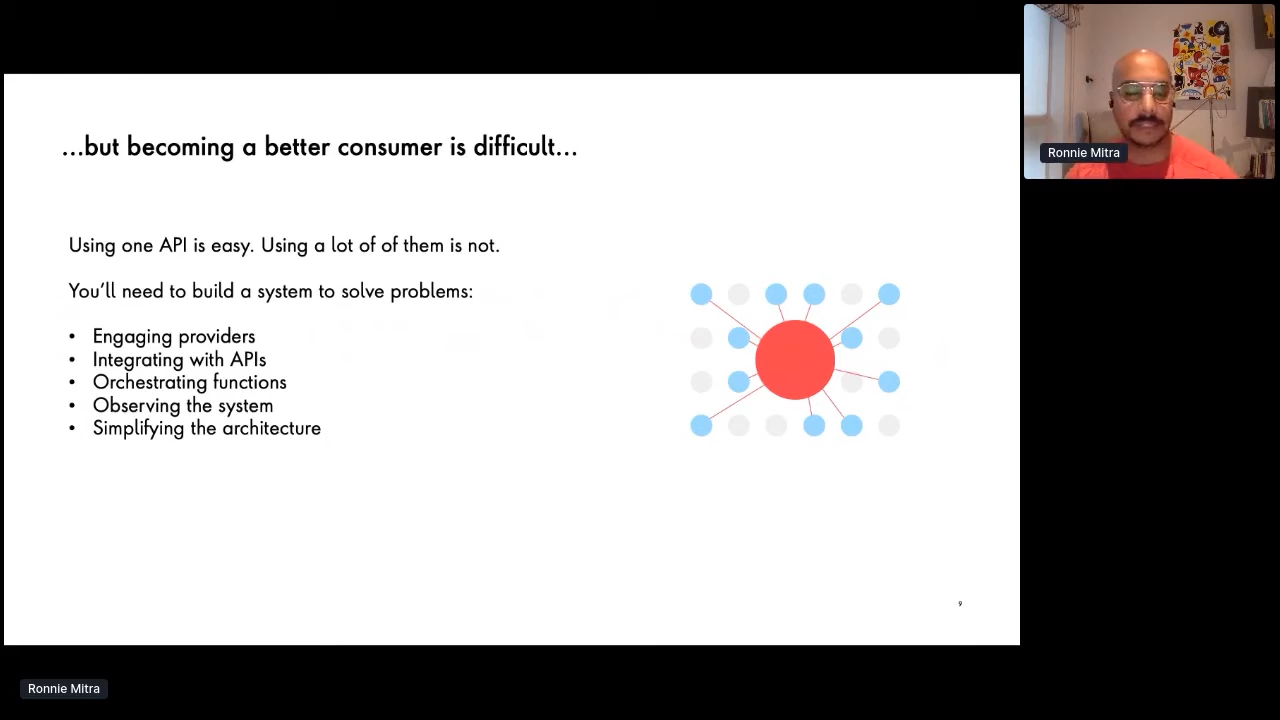 ...but becoming a better consumer is difficult...
Using one API is easy. Using a lot of of them is not.
You'll need to build a system to solve problems:
• Engaging providers
• Integrating with APIs
• Orchestrating functions
• Observing the system
• Simplifying the architecture
9
Ronnie Mitra
Ronnie Mitra